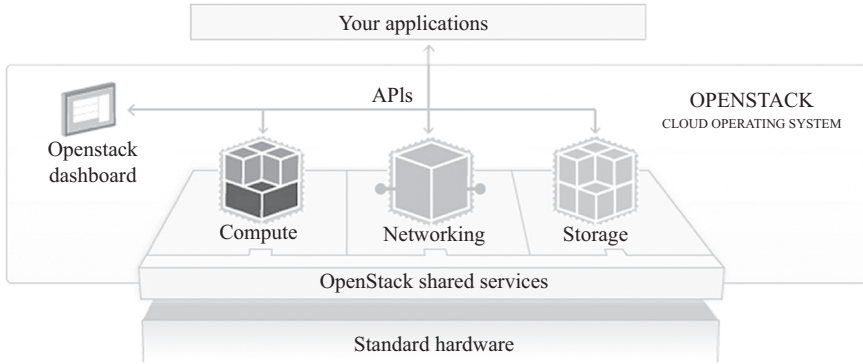 Your applications
APIs
OPENSTACK
CLOUD OPERATING SYSTEM
Openstack
dashboard
Compute
Networking
Storage
OpenStack shared services
Standard hardware